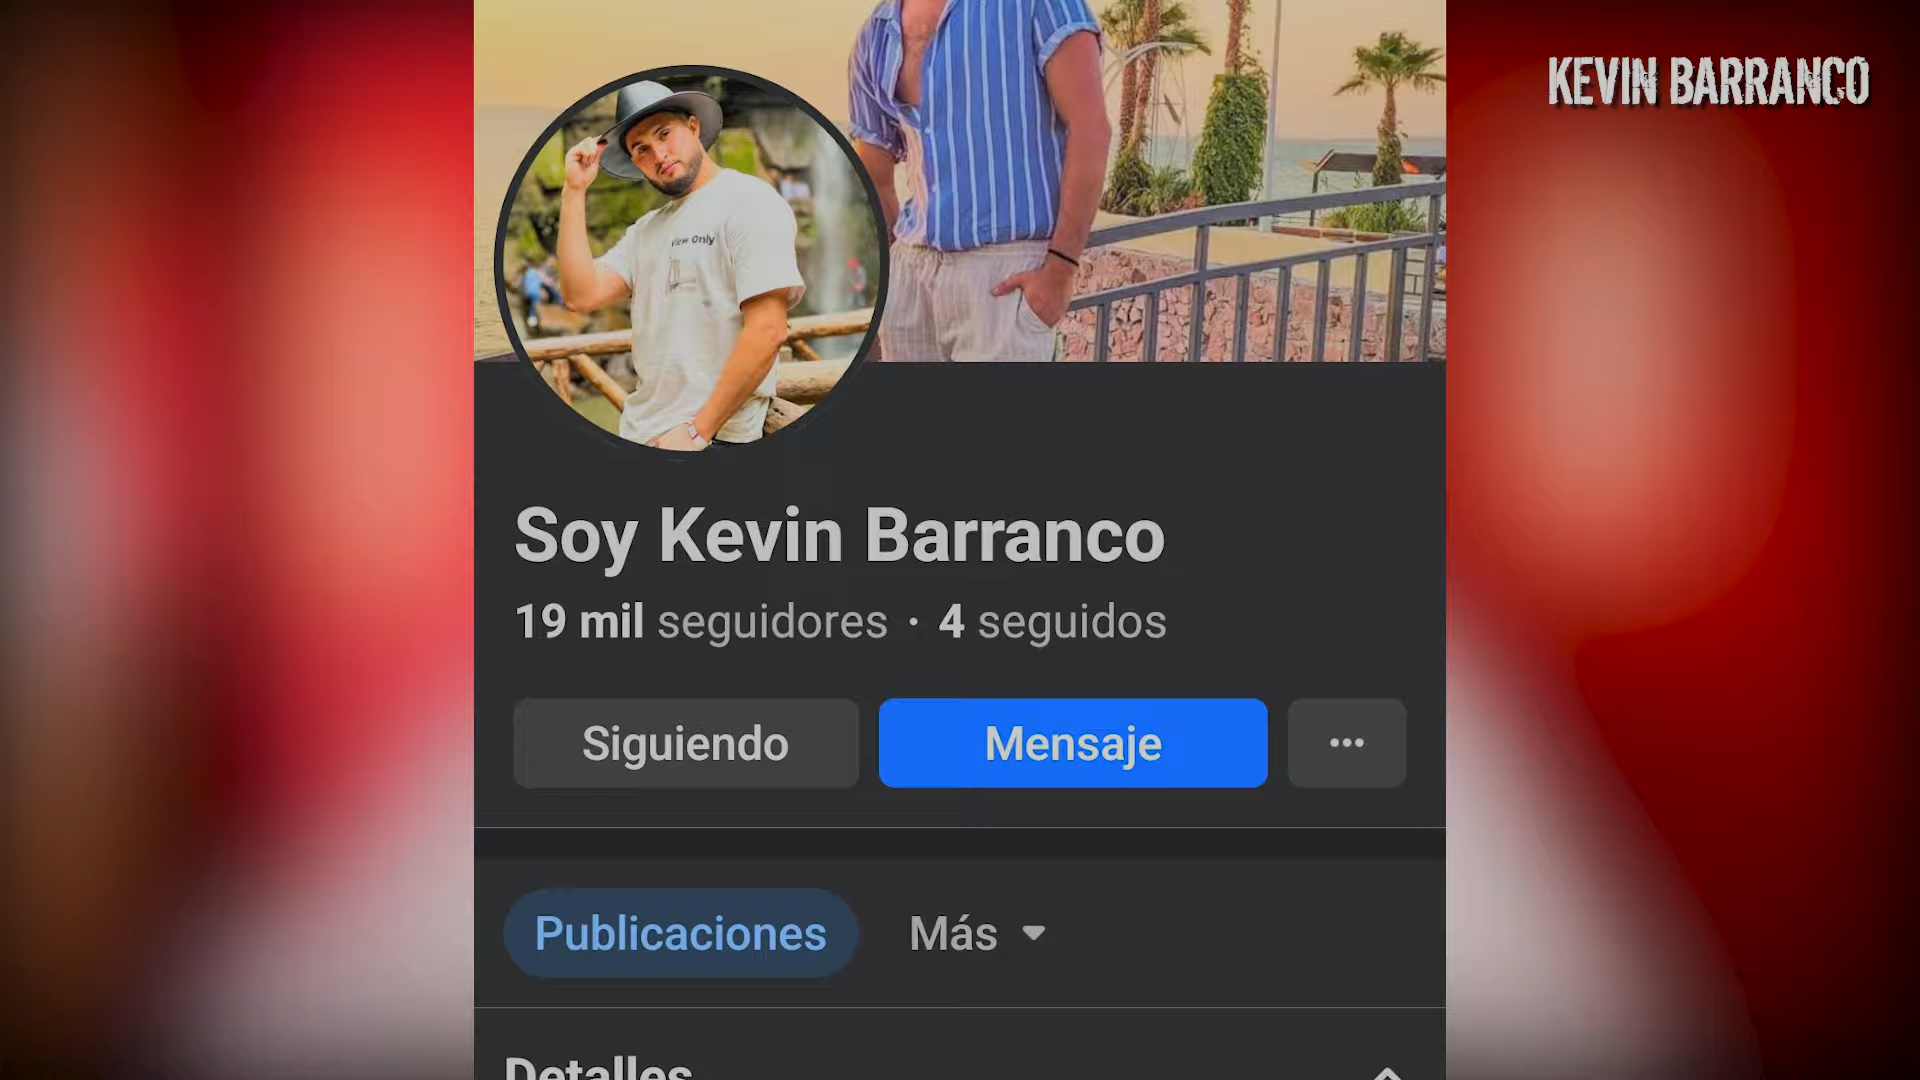 KEVIN BARRANCO
View Only
Soy Kevin Barranco
19 mil seguidores · 4 seguidos
Siguiendo
Mensaje
Publicaciones
Más
Detalles